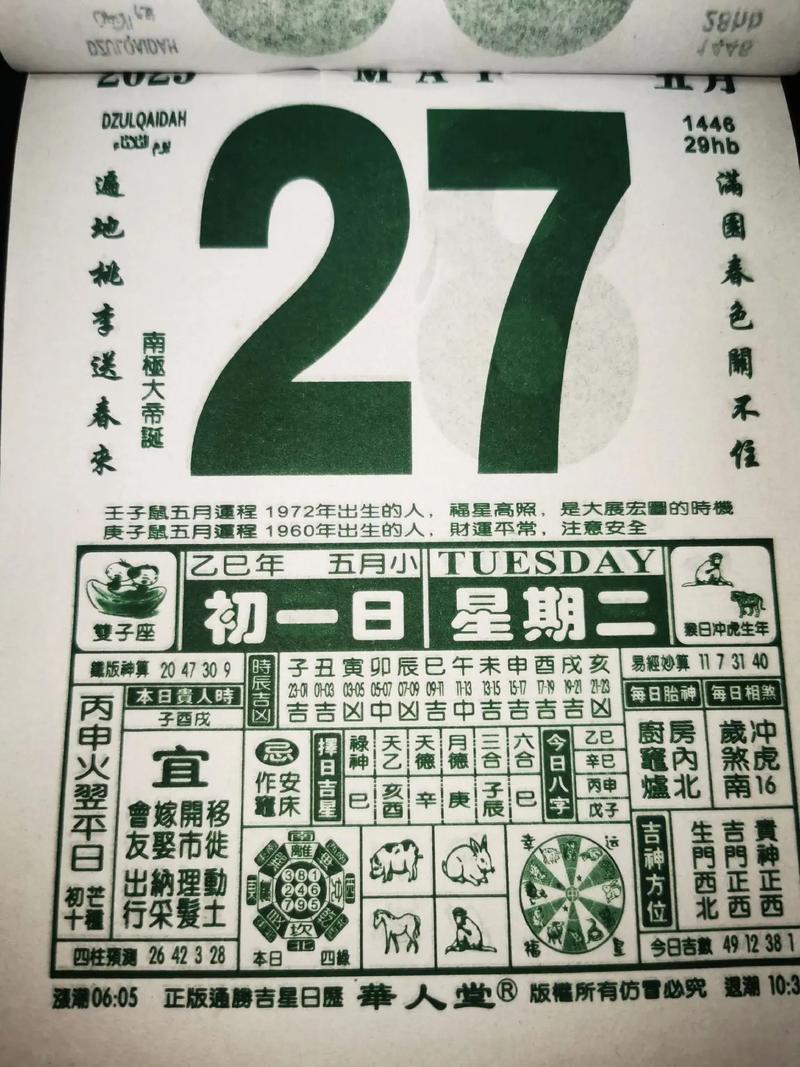 2025 MAY 五月
DZULQAIDAH
1446
29hb
滿園春色關不住
遍地桃李送春來
南極大帝誕
27
壬子鼠五月運程 1972年出生的人，福星高照，是大展宏圖的時機
庚子鼠五月運程 1960年出生的人，財運平常，注意安全
雙子座
乙巳年 五月小
TUESDAY
初一日 星期二
猴日冲虎生年
鐵版神算 20 47 30 9
時辰吉凶
子 丑 寅 卯 辰 巳 午 未 申 酉 戌 亥
23-01 01-03 03-05 05-07 07-09 09-11 11-13 13-15 15-17 17-19 19-21 21-23
吉 吉 凶 中 凶 吉 中 吉 吉 吉 凶 中
易經妙算 11 7 31 40
本日貴人時
子酉戌
丙申火翌平日
初十 芒種
宜
移徙 動土
開市 理髮
嫁娶 納采
會友 出行
忌
安床
作竈
擇日吉星
祿神 巳
天乙 亥酉
天德 辛
月德 庚
三合 子辰
六合 巳
今日八字
乙巳
辛巳
丙申
戊子
每日胎神
房內北
廚竈爐
每日相煞
冲虎16
歲煞南
吉神方位
貴神正西
吉門正西
生門西北
南
離
381
246
795
坎
本日 四綠
幸 运
福 星
四柱預測 26 42 3 28
今日吉數 49 12 38 1
漲潮06:05 正版通勝吉星日歷 華人堂® 版權所有仿冒必究 退潮 10:3